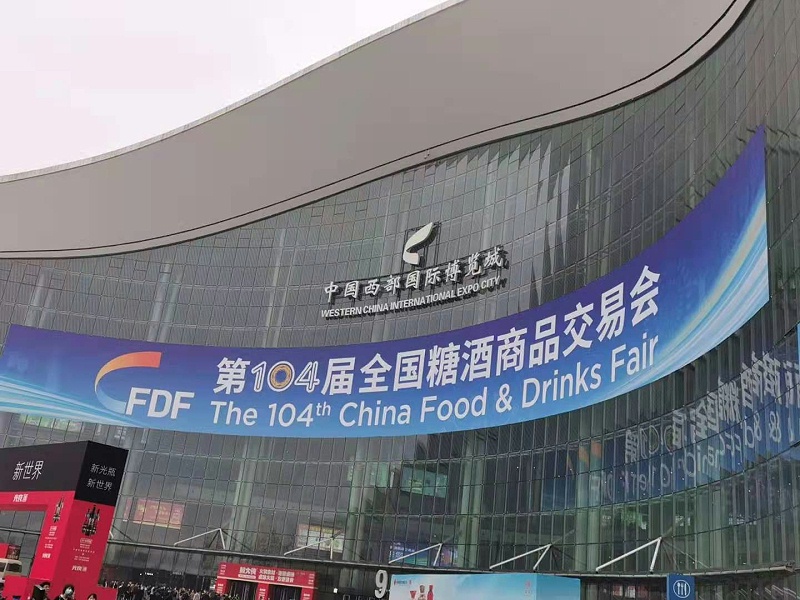 中国西部国际博览城
WESTERN CHINA INTERNATIONAL EXPO CITY
第104届全国糖酒商品交易会
CFDF
The 104th China Food & Drinks Fair
新世界
新光瓶
新世界
9